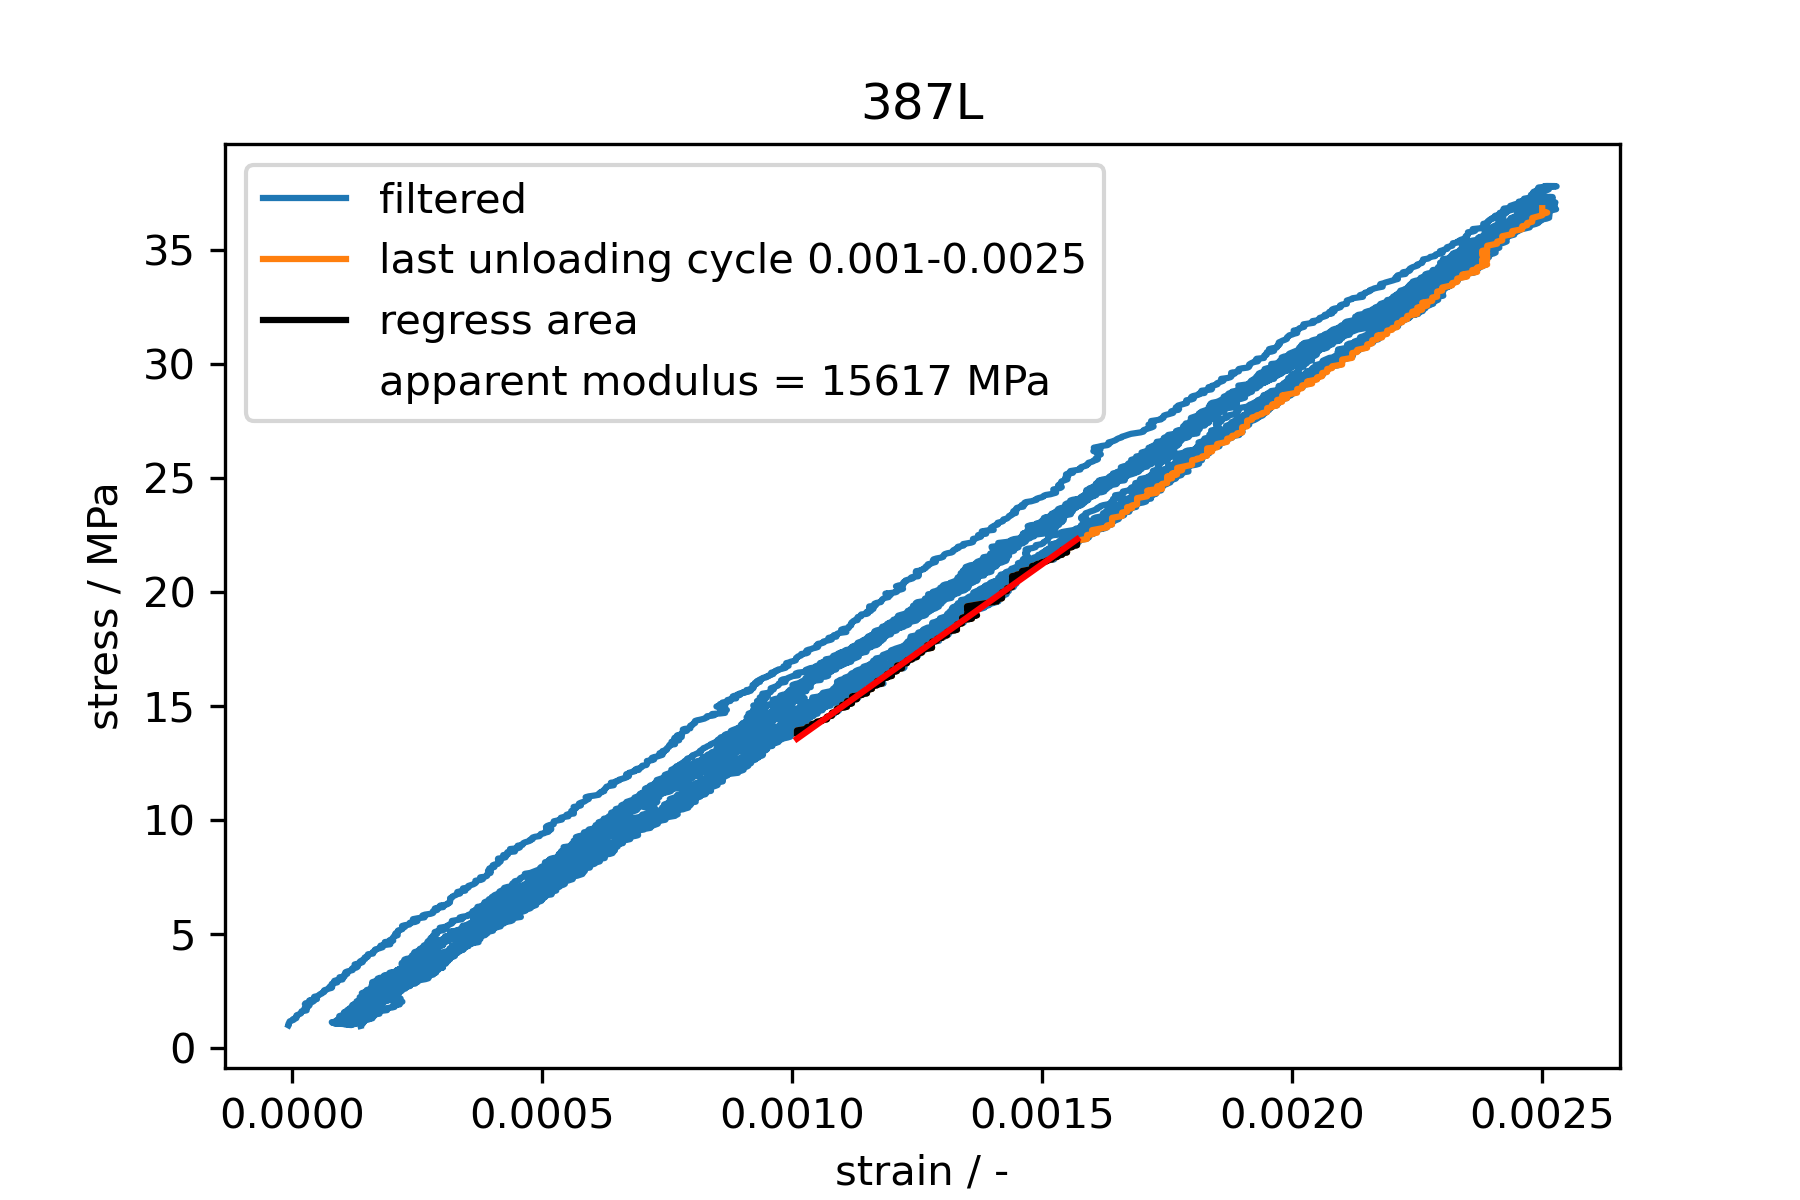 387L
filtered
last unloading cycle 0.001-0.0025
regress area
apparent modulus = 15617 MPa
stress / MPa
35
30
25
20
15
10
5
0
0.0000 0.0005 0.0010 0.0015 0.0020 0.0025
strain / -